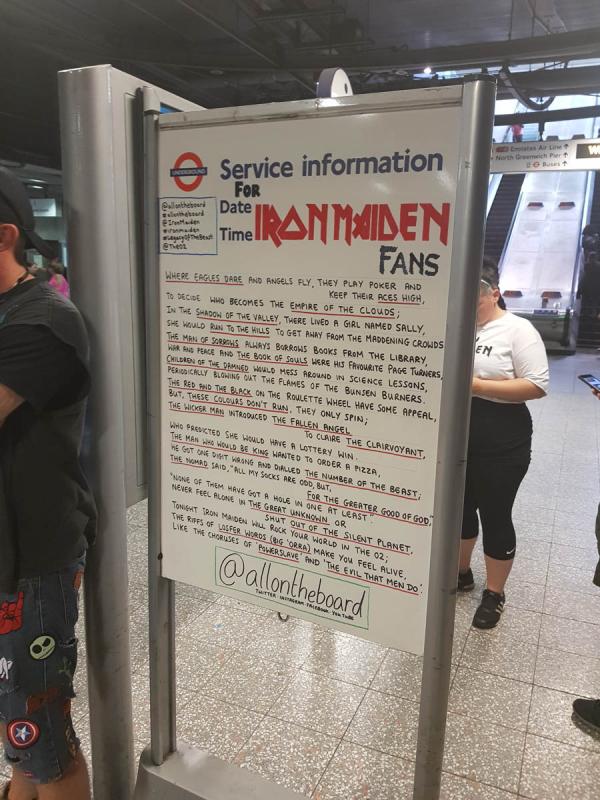 UNDERGROUND
Service information
FOR
Date
Time
IRON MAIDEN
FANS
@allontheboard
#allontheboard
@IronMaiden
#ironmaiden
#LegacyOfTheBeast
@TheO2
WHERE EAGLES DARE AND ANGELS FLY, THEY PLAY POKER AND
KEEP THEIR ACES HIGH,
TO DECIDE WHO BECOMES THE EMPIRE OF THE CLOUDS;
IN THE SHADOW OF THE VALLEY, THERE LIVED A GIRL NAMED SALLY,
SHE WOULD RUN TO THE HILLS TO GET AWAY FROM THE MADDENING CROWDS
THE MAN OF SORROWS ALWAYS BORROWS BOOKS FROM THE LIBRARY,
WAR AND PEACE AND THE BOOK OF SOULS WERE HIS FAVOURITE PAGE TURNERS,
CHILDREN OF THE DAMNED WOULD MESS AROUND IN SCIENCE LESSONS,
PERIODICALLY BLOWING OUT THE FLAMES OF THE BUNSEN BURNERS.
THE RED AND THE BLACK ON THE ROULETTE WHEEL HAVE SOME APPEAL,
BUT, THESE COLOURS DON'T RUN, THEY ONLY SPIN;
THE WICKER MAN INTRODUCED THE FALLEN ANGEL
TO CLAIRE THE CLAIRVOYANT,
WHO PREDICTED SHE WOULD HAVE A LOTTERY WIN.
THE MAN WHO WOULD BE KING WANTED TO ORDER A PIZZA,
HE GOT ONE DIGIT WRONG AND DIALLED THE NUMBER OF THE BEAST;
THE NOMAD SAID, "ALL MY SOCKS ARE ODD, BUT,
FOR THE GREATER GOOD OF GOD,
"NONE OF THEM HAVE GOT A HOLE IN ONE AT LEAST".
NEVER FEEL ALONE IN THE GREAT UNKNOWN OR
SHUT OUT OF THE SILENT PLANET,
TONIGHT IRON MAIDEN WILL ROCK YOUR WORLD IN THE O2;
THE RIFFS OF LOSFER WORDS (BIG 'ORRA) MAKE YOU FEEL ALIVE,
LIKE THE CHORUSES OF 'POWERSLAVE' AND 'THE EVIL THAT MEN DO'.
@allontheboard
TWITTER INSTAGRAM FACEBOOK YOUTUBE
Emirates Air Line ↑
North Greenwich Pier ↑
Buses ↑